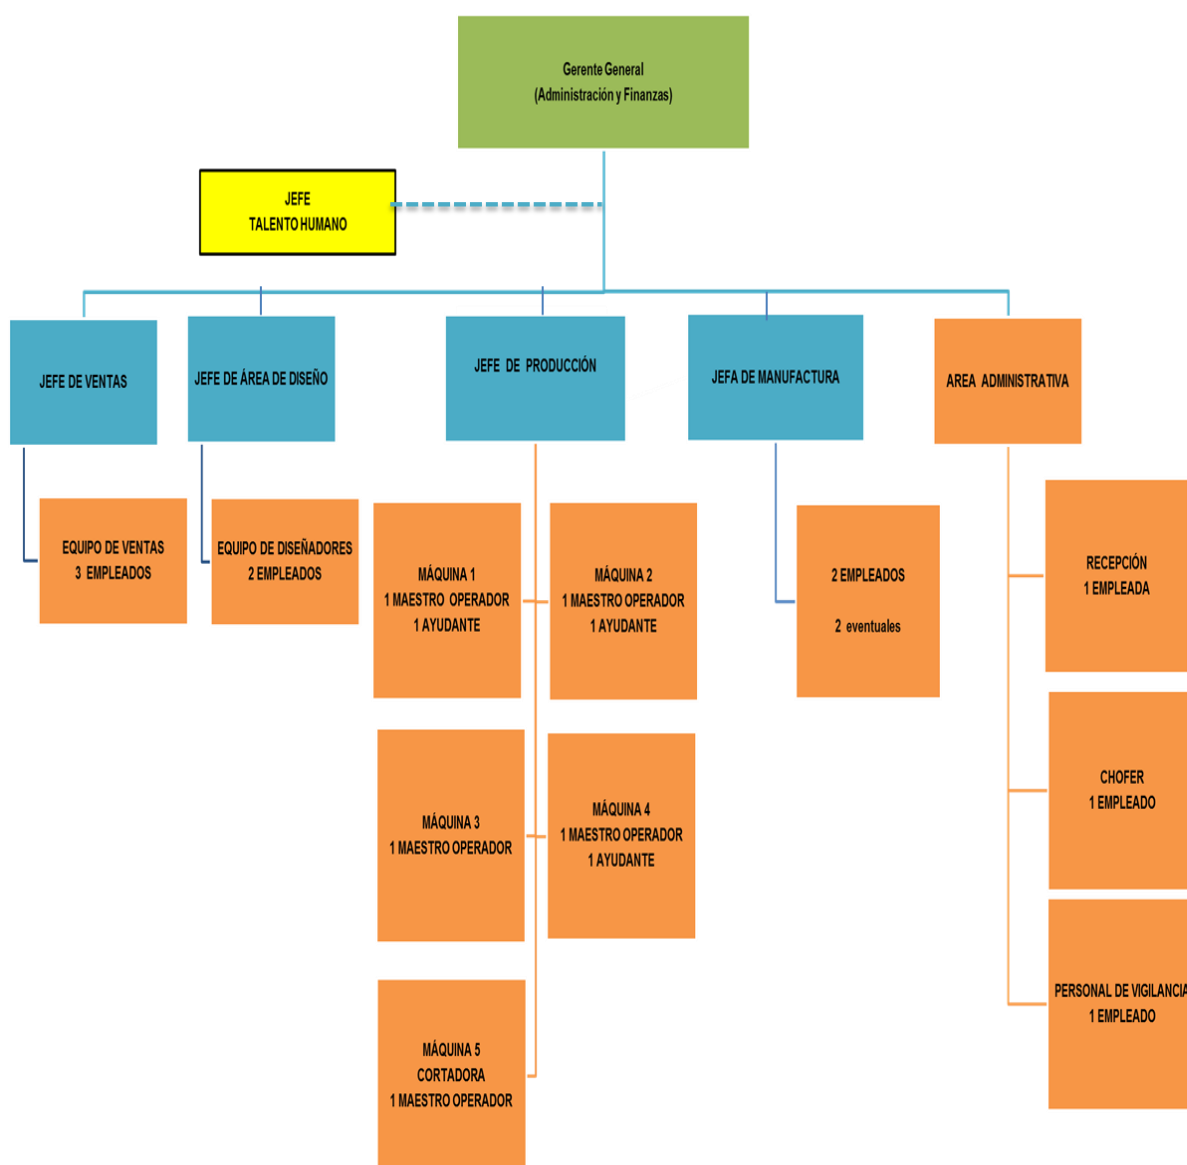 Gerente General
(Administración y Finanzas)
JEFE
TALENTO HUMANO
JEFE DE VENTAS
JEFE DE ÁREA DE DISEÑO
JEFE DE PRODUCCIÓN
JEFA DE MANUFACTURA
AREA ADMINISTRATIVA
EQUIPO DE VENTAS
3 EMPLEADOS
EQUIPO DE DISEÑADORES
2 EMPLEADOS
MÁQUINA 1
1 MAESTRO OPERADOR
1 AYUDANTE
MÁQUINA 2
1 MAESTRO OPERADOR
1 AYUDANTE
2 EMPLEADOS
2 eventuales
RECEPCIÓN
1 EMPLEADA
MÁQUINA 3
1 MAESTRO OPERADOR
MÁQUINA 4
1 MAESTRO OPERADOR
1 AYUDANTE
CHOFER
1 EMPLEADO
MÁQUINA 5
CORTADORA
1 MAESTRO OPERADOR
PERSONAL DE VIGILANCIA
1 EMPLEADO